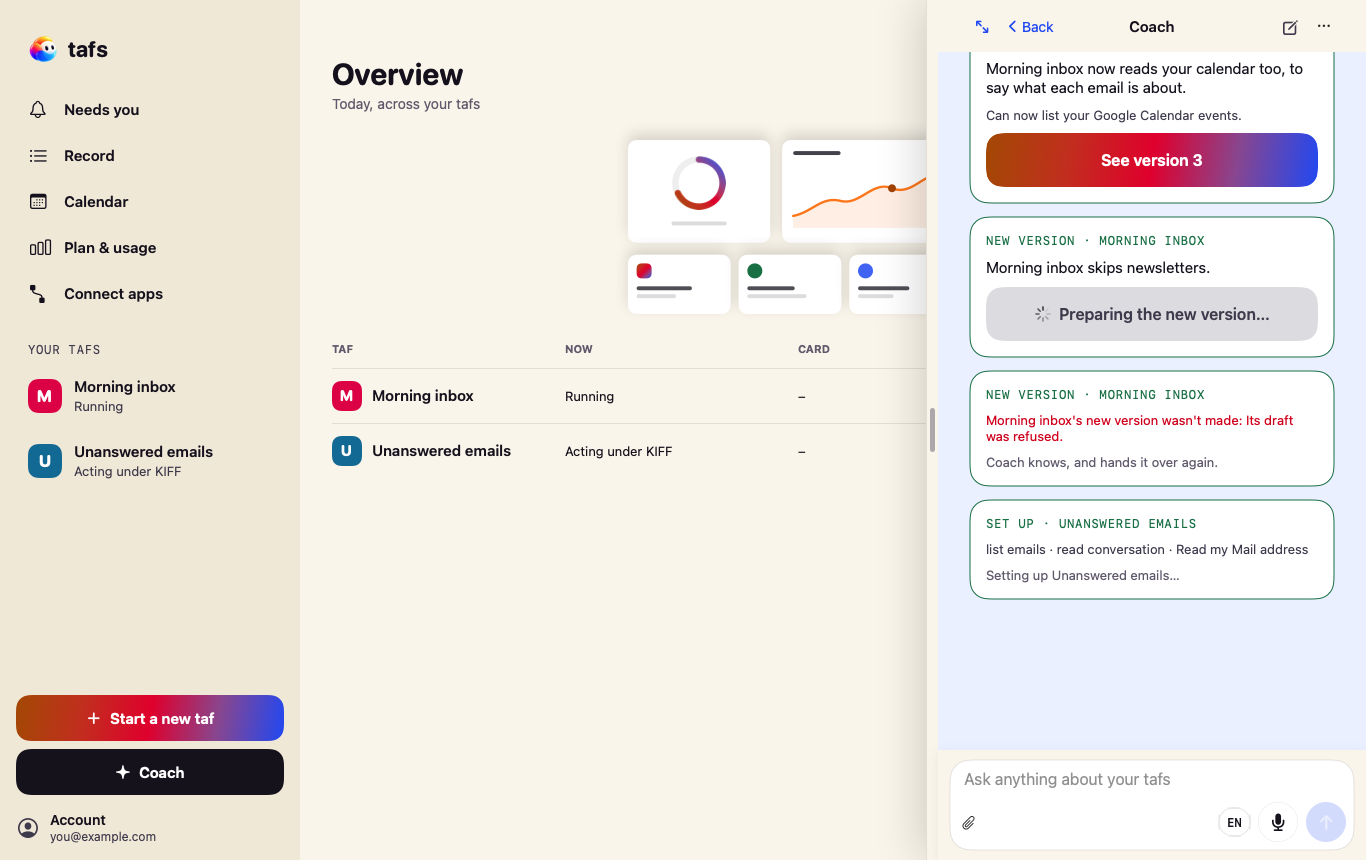 tafs
Needs you
Record
Calendar
Plan & usage
Connect apps
YOUR TAFS
M
Morning inbox
Running
U
Unanswered emails
Acting under KIFF
Start a new taf
Coach
Account
you@example.com
Overview
Today, across your tafs
TAF NOW CARD
M Morning inbox Running –
U Unanswered emails Acting under KIFF –
Back
Coach
Morning inbox now reads your calendar too, to
say what each email is about.
Can now list your Google Calendar events.
See version 3
NEW VERSION · MORNING INBOX
Morning inbox skips newsletters.
Preparing the new version…
NEW VERSION · MORNING INBOX
Morning inbox's new version wasn't made: Its draft
was refused.
Coach knows, and hands it over again.
SET UP · UNANSWERED EMAILS
list emails · read conversation · Read my Mail address
Setting up Unanswered emails…
Ask anything about your tafs
EN